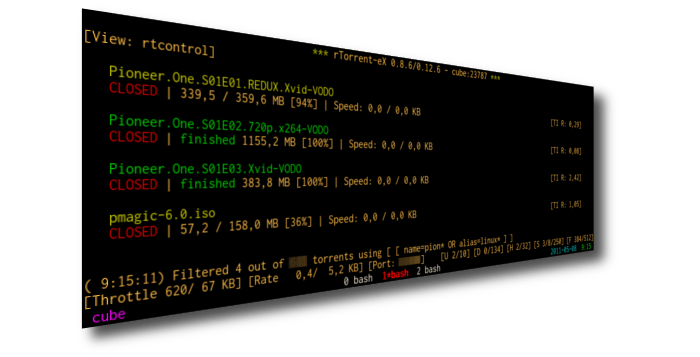 *** rTorrent-eX 0.8.6/0.12.6 - cube:23787 ***
[View: rtcontrol]
Pioneer.One.S01E01.REDUX.Xvid-VODO
CLOSED | 339,5 / 359,6 MB [94%] | Speed: 0,0 / 0,0 KB [TI R: 0,29]
Pioneer.One.S01E02.720p.x264-VODO
CLOSED | finished 1155,2 MB [100%] | Speed: 0,0 / 0,0 KB [TI R: 0,08]
Pioneer.One.S01E03.Xvid-VODO
CLOSED | finished 383,8 MB [100%] | Speed: 0,0 / 0,0 KB [TI R: 2,42]
pmagic-6.0.iso
CLOSED | 57,2 / 158,0 MB [36%] | Speed: 0,0 / 0,0 KB [TI R: 1,05]
( 9:15:11) Filtered 4 out of torrents using [ [ name=pion* OR alias=linux* ] ]
[Throttle 620/ 67 KB] [Rate 0,4/ 5,2 KB] [Port: ] [U 2/10] [D 0/134] [H 2/32] [S 3/0/250] [F 384/512]
cube 0 bash 1*bash 2 bash 2011-05-08 9:15